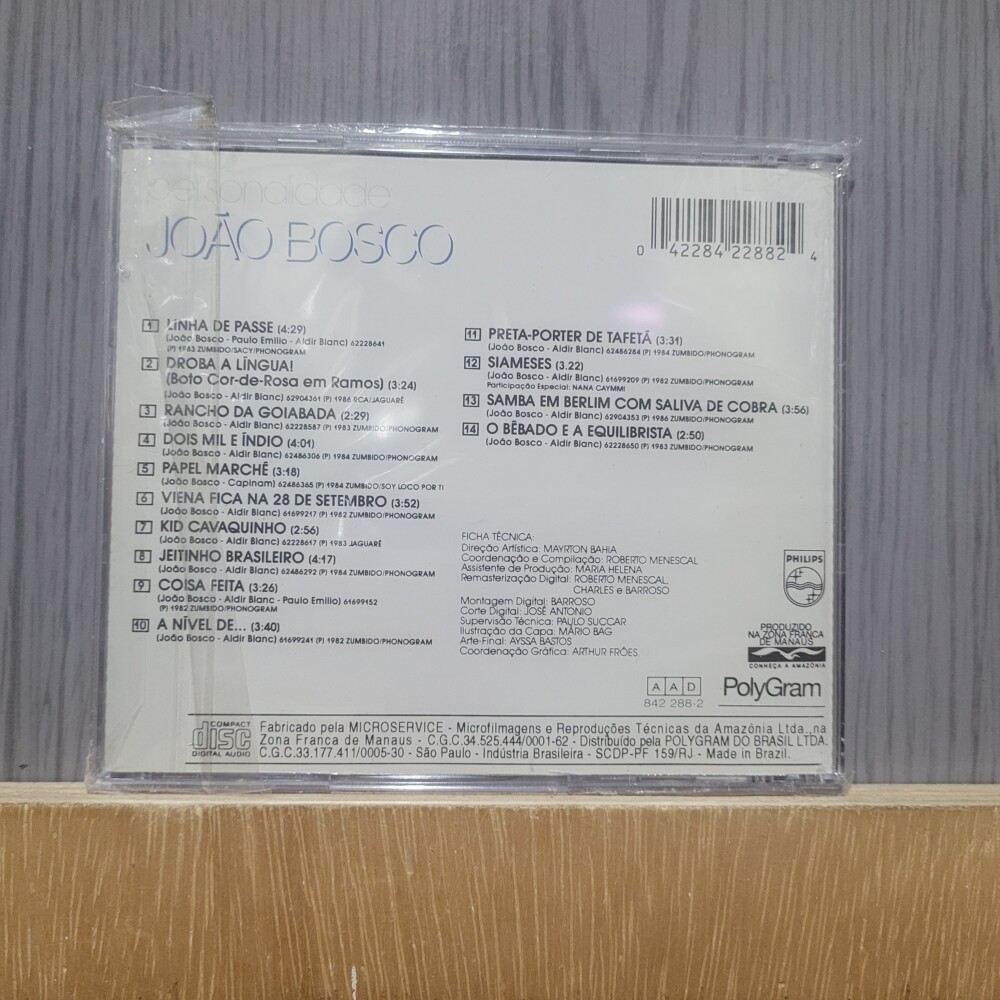 personalidade
JOÃO BOSCO
0 42284 22882 4
1 LINHA DE PASSE (4:29)
(João Bosco - Paulo Emilio - Aldir Blanc) 62228641
(P) 1983 ZUMBIDO/SACY/PHONOGRAM
2 DROBA A LÍNGUA!
(Boto Cor-de-Rosa em Ramos) (3:24)
(João Bosco - Aldir Blanc) 62904361 (P) 1986 RCA/JAGUARÊ
3 RANCHO DA GOIABADA (2:29)
(João Bosco - Aldir Blanc) 62228587 (P) 1983 ZUMBIDO/PHONOGRAM
4 DOIS MIL E ÍNDIO (4:01)
(João Bosco - Aldir Blanc) 62486306 (P) 1984 ZUMBIDO/PHONOGRAM
5 PAPEL MARCHÊ (3:18)
(João Bosco - Capinam) 62486365 (P) 1984 ZUMBIDO/SOY LOCO POR TI
6 VIENA FICA NA 28 DE SETEMBRO (3:52)
(João Bosco - Aldir Blanc) 61699217 (P) 1982 ZUMBIDO/PHONOGRAM
7 KID CAVAQUINHO (2:56)
(João Bosco - Aldir Blanc) 62228617 (P) 1983 JAGUARÊ
8 JEITINHO BRASILEIRO (4:17)
(João Bosco - Aldir Blanc) 62486292 (P) 1984 ZUMBIDO/PHONOGRAM
9 COISA FEITA (3:26)
(João Bosco - Aldir Blanc - Paulo Emilio) 61699152
(P) 1982 ZUMBIDO/PHONOGRAM
10 A NÍVEL DE... (3:40)
(João Bosco - Aldir Blanc) 61699241 (P) 1982 ZUMBIDO/PHONOGRAM
11 PRETA-PORTER DE TAFETÃ (3:31)
(João Bosco - Aldir Blanc) 62486284 (P) 1984 ZUMBIDO/PHONOGRAM
12 SIAMESES (3.22)
(João Bosco - Aldir Blanc) 61699209 (P) 1982 ZUMBIDO/PHONOGRAM
Participação Especial: NANA CAYMMI
13 SAMBA EM BERLIM COM SALIVA DE COBRA (3:56)
(João Bosco - Aldir Blanc) 62904353 (P) 1986 ZUMBIDO/PHONOGRAM
14 O BÊBADO E A EQUILIBRISTA (2:50)
(João Bosco - Aldir Blanc) 62228650 (P) 1983 ZUMBIDO/PHONOGRAM
FICHA TÉCNICA:
Direção Artística: MAYRTON BAHIA
Coordenação e Compilação: ROBERTO MENESCAL
Assistente de Produção: MARIA HELENA
Remasterização Digital: ROBERTO MENESCAL,
CHARLES e BARROSO
Montagem Digital: BARROSO
Corte Digital: JOSÉ ANTONIO
Supervisão Técnica: PAULO SUCCAR
Ilustração da Capa: MÁRIO BAG
Arte-Final: AYSSA BASTOS
Coordenação Gráfica: ARTHUR FRÓES.
PHILIPS
PRODUZIDO
NA ZONA FRANCA
DE MANAUS
CONHEÇA A AMAZÔNIA
AAD
842 288-2
PolyGram
COMPACT
disc
DIGITAL AUDIO
Fabricado pela MICROSERVICE - Microfilmagens e Reproduções Técnicas da Amazónia Ltda., na
Zona Franca de Manaus - C.G.C.34.525.444/0001-62 - Distribuído pela POLYGRAM DO BRASIL LTDA.
C.G.C.33.177.411/0005-30 - São Paulo - Indústria Brasileira - SCDP-PF 159/RJ - Made in Brazil.